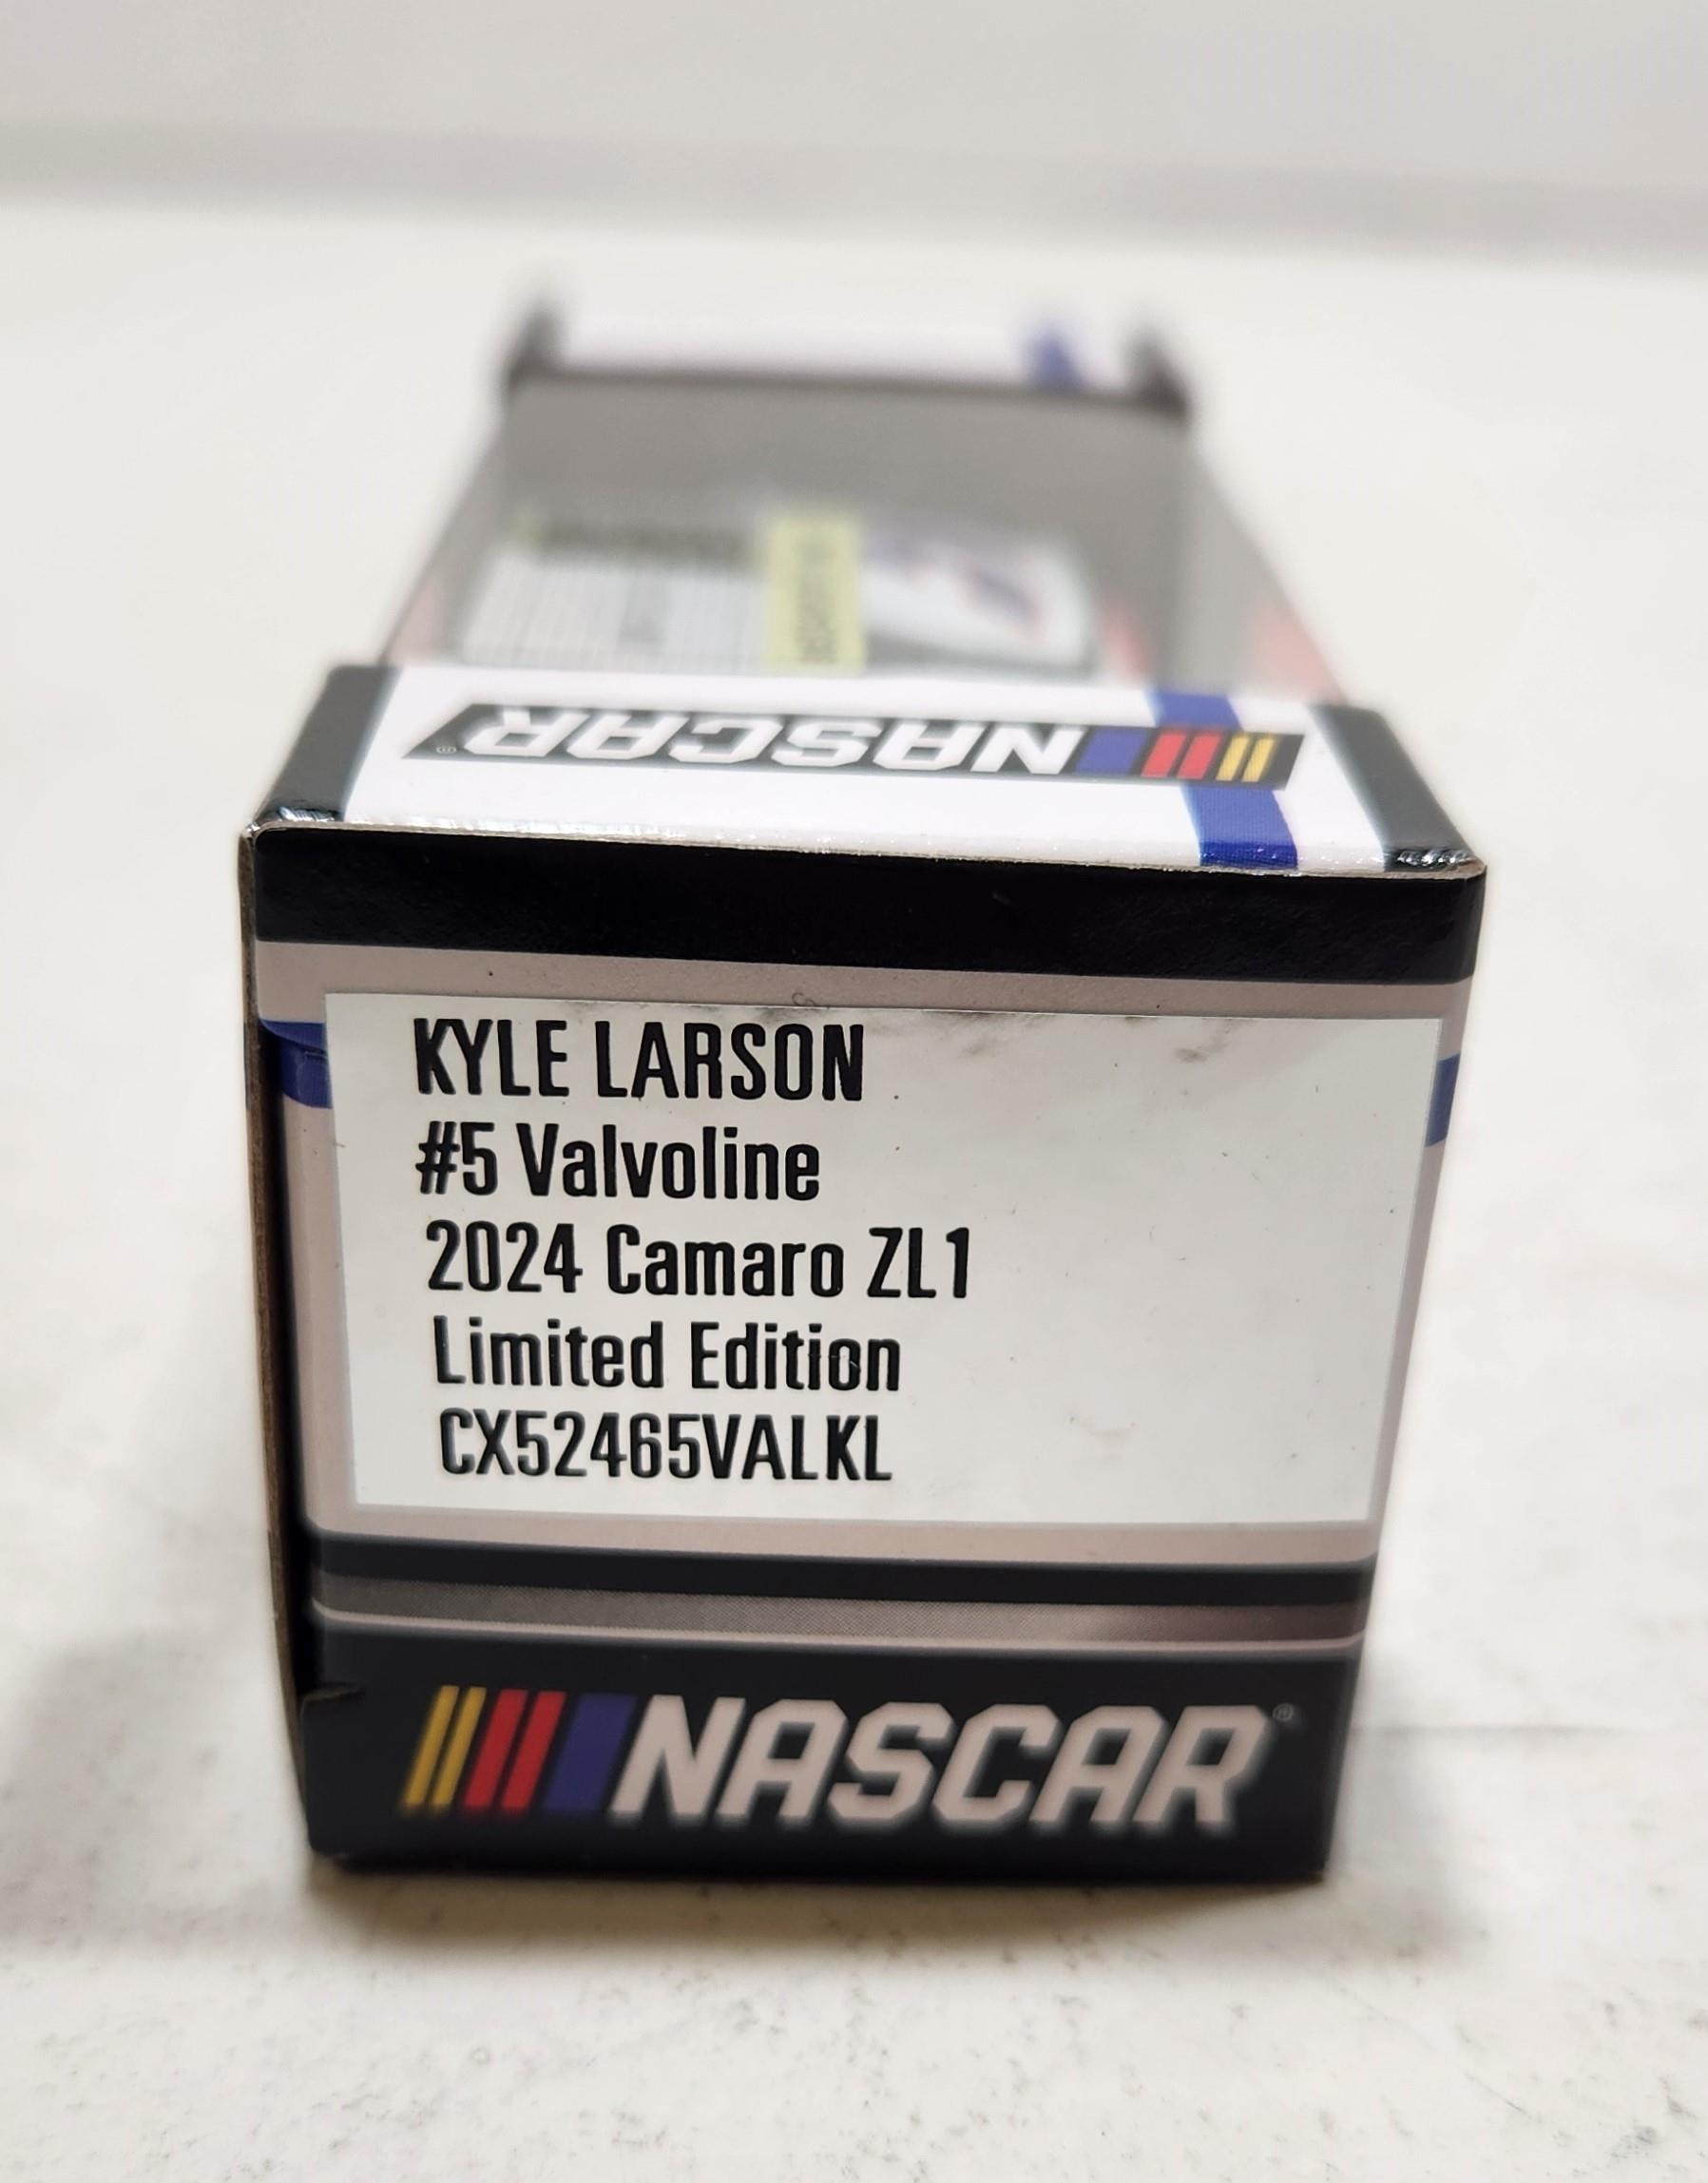 NASCAR®
KYLE LARSON
#5 Valvoline
2024 Camaro ZL1
Limited Edition
CX52465VALKL
NASCAR®